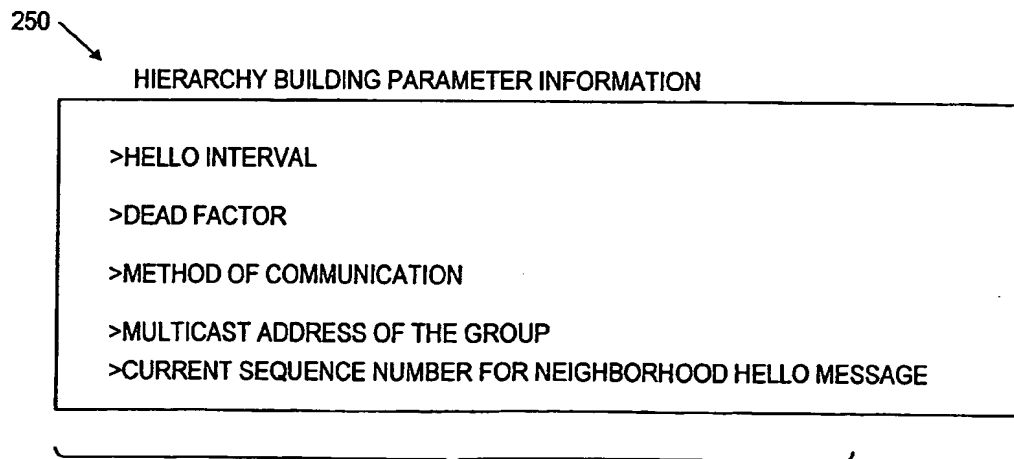 250
HIERARCHY BUILDING PARAMETER INFORMATION
>HELLO INTERVAL
>DEAD FACTOR
>METHOD OF COMMUNICATION
>MULTICAST ADDRESS OF THE GROUP
>CURRENT SEQUENCE NUMBER FOR NEIGHBORHOOD HELLO MESSAGE